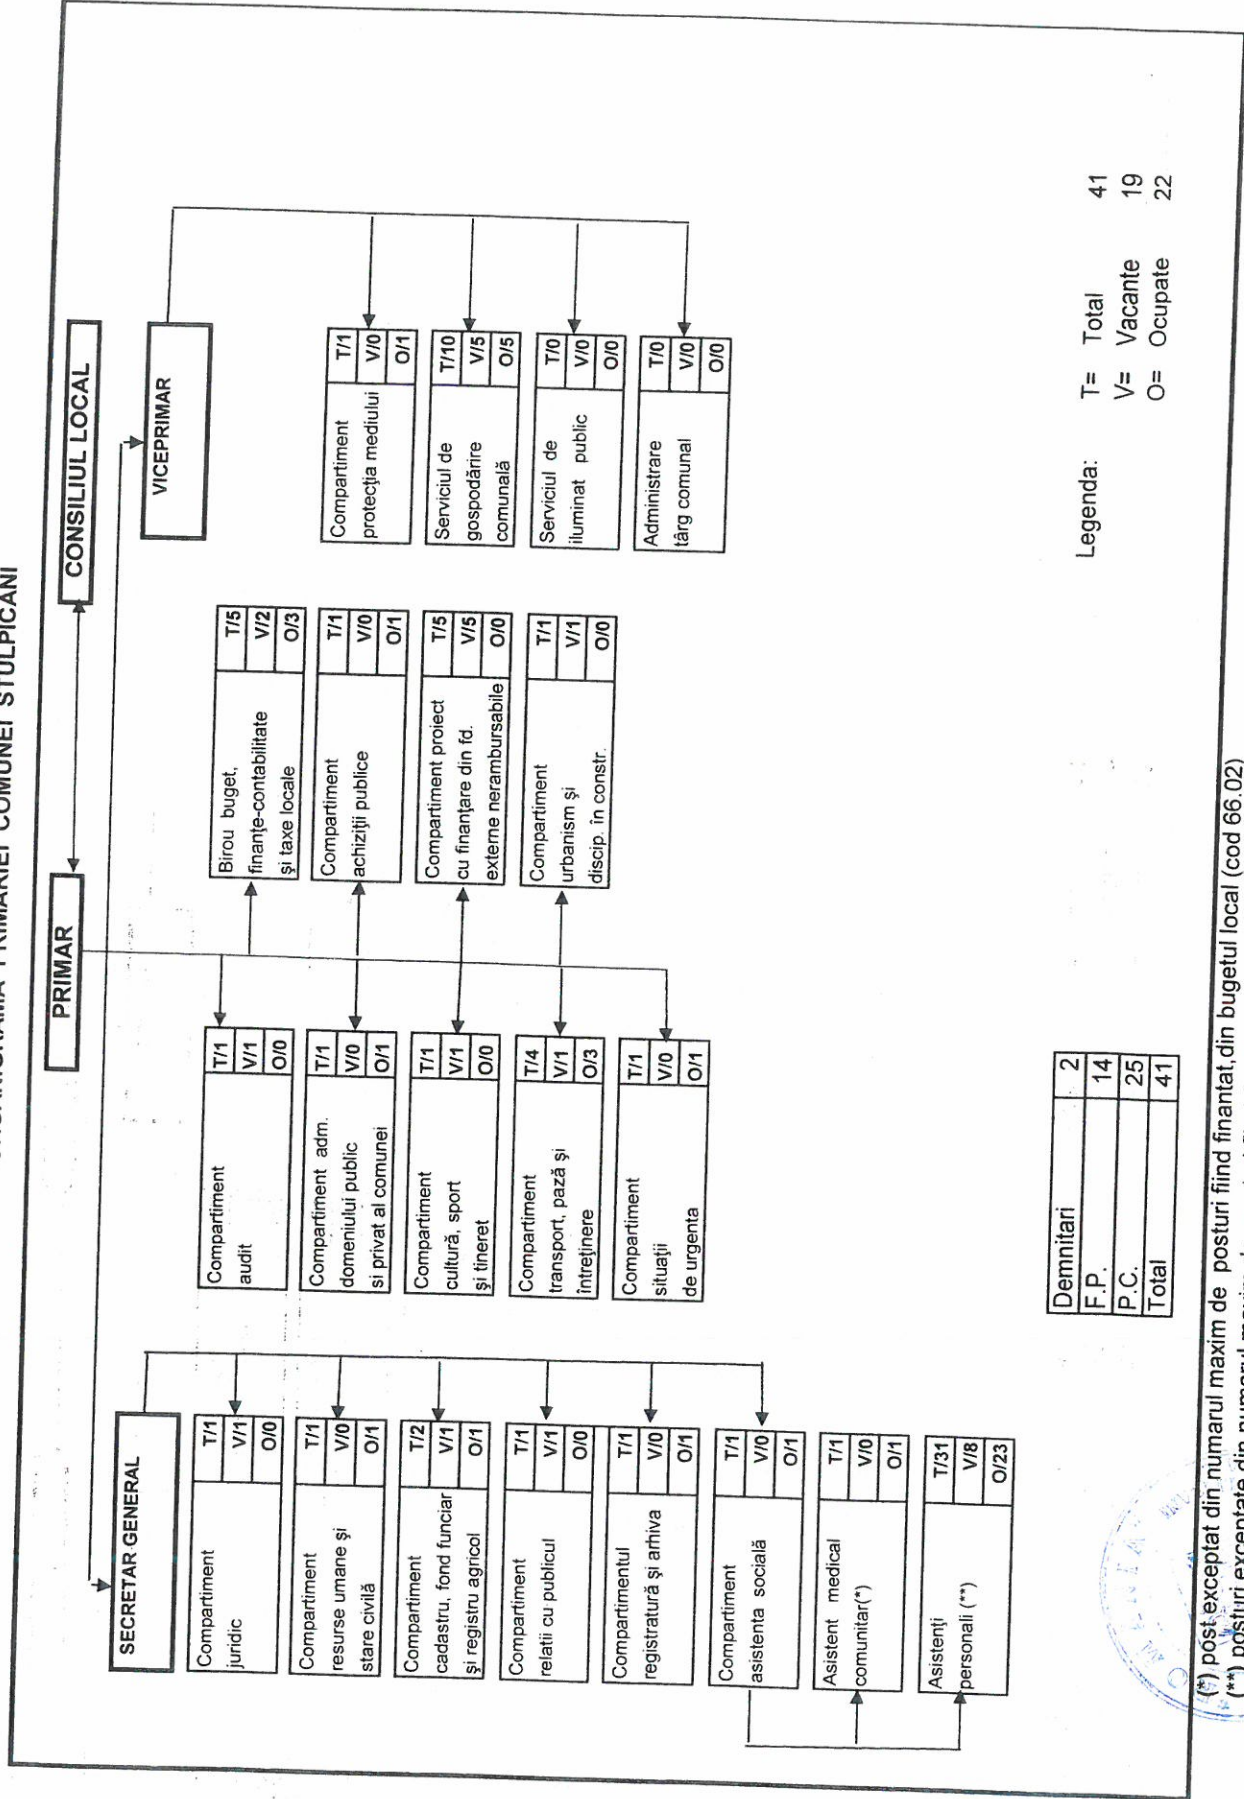 ORGANIGRAMA PRIMĂRIEI COMUNEI STULPICANI
PRIMAR
CONSILIUL LOCAL
SECRETAR GENERAL
VICEPRIMAR
Compartiment
juridic
T/1
V/1
O/0
Compartiment
resurse umane și
stare civilă
T/1
V/0
O/1
Compartiment
cadastru, fond funciar
și registru agricol
T/2
V/1
O/1
Compartiment
relatii cu publicul
T/1
V/1
O/0
Compartimentul
registratură și arhiva
T/1
V/0
O/1
Compartiment
asistenta socială
T/1
V/0
O/1
Asistent medical
comunitar(*)
T/1
V/0
O/1
Asistenți
personali (**)
T/31
V/8
O/23
Compartiment
audit
T/1
V/1
O/0
Compartiment adm.
domeniului public
si privat al comunei
T/1
V/0
O/1
Compartiment
cultură, sport
și tineret
T/1
V/1
O/0
Compartiment
transport, pază și
întreținere
T/4
V/1
O/3
Compartiment
situații
de urgenta
T/1
V/0
O/1
Birou buget,
finanțe-contabilitate
și taxe locale
T/5
V/2
O/3
Compartiment
achiziții publice
T/1
V/0
O/1
Compartiment proiect
cu finanțare din fd.
externe nerambursabile
T/5
V/5
O/0
Compartiment
urbanism și
discip. în constr.
T/1
V/1
O/0
Compartiment
protecția mediului
T/1
V/0
O/1
Serviciul de
gospodărire
comunală
T/10
V/5
O/5
Serviciul de
iluminat public
T/0
V/0
O/0
Administrare
târg comunal
T/0
V/0
O/0
Demnitari 2
F.P. 14
P.C. 25
Total 41
Legenda: T= Total 41
V= Vacante 19
O= Ocupate 22
(*) post exceptat din numarul maxim de posturi fiind finantat,din bugetul local (cod 66.02)
(**) posturi exceptate din numarul maxim de